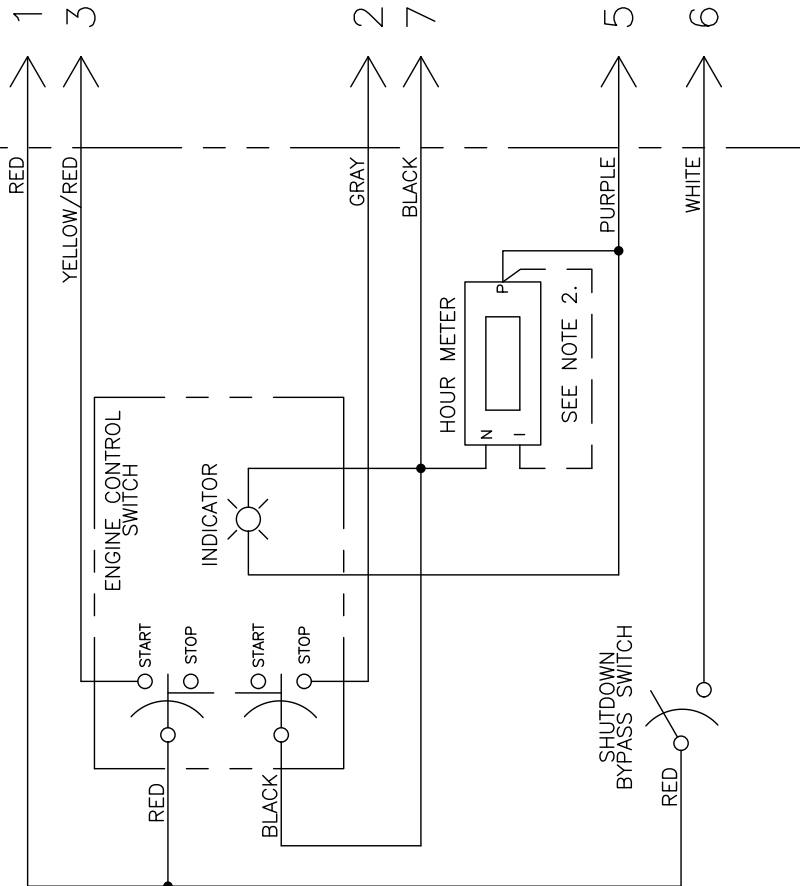 1
3
2
7
5
6
RED
YELLOW/RED
GRAY
BLACK
PURPLE
WHITE
HOUR METER
P
N
I
SEE NOTE 2.
ENGINE CONTROL
SWITCH
INDICATOR
START
STOP
START
STOP
SHUTDOWN
BYPASS SWITCH
RED
BLACK
RED